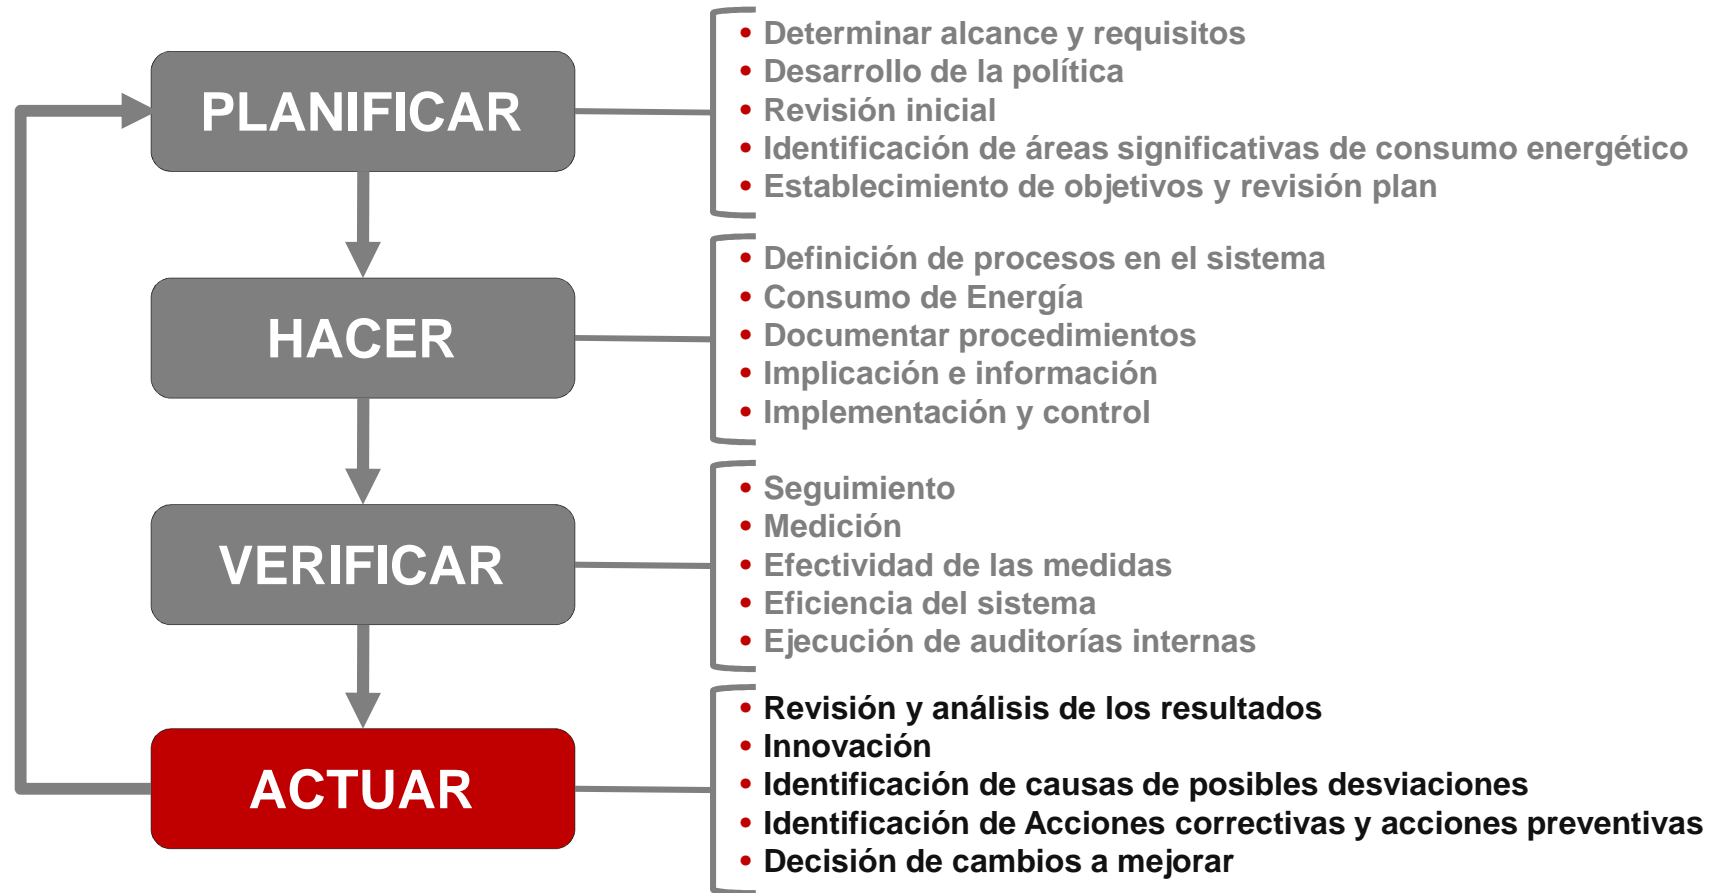 PLANIFICAR
• Determinar alcance y requisitos
• Desarrollo de la política
• Revisión inicial
• Identificación de áreas significativas de consumo energético
• Establecimiento de objetivos y revisión plan
HACER
• Definición de procesos en el sistema
• Consumo de Energía
• Documentar procedimientos
• Implicación e información
• Implementación y control
VERIFICAR
• Seguimiento
• Medición
• Efectividad de las medidas
• Eficiencia del sistema
• Ejecución de auditorías internas
ACTUAR
• Revisión y análisis de los resultados
• Innovación
• Identificación de causas de posibles desviaciones
• Identificación de Acciones correctivas y acciones preventivas
• Decisión de cambios a mejorar